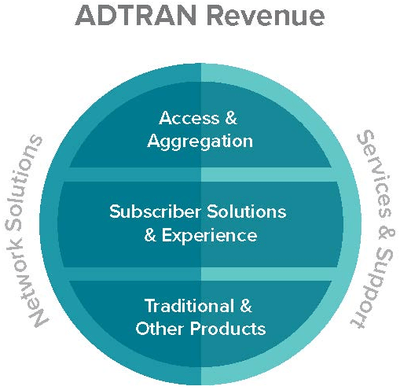 ADTRAN Revenue
Network Solutions
Access &
Aggregation
Subscriber Solutions
& Experience
Traditional &
Other Products
Services & Support